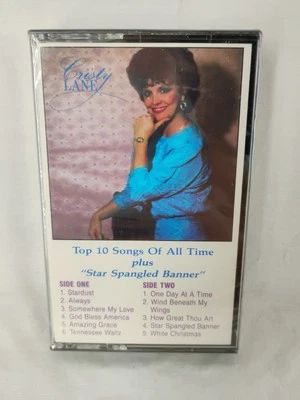 Cristy
LANE
Top 10 Songs Of All Time
plus
"Star Spangled Banner"
SIDE ONE
1. Stardust
2. Always
3. Somewhere My Love
4. God Bless America
5. Amazing Grace
6. Tennessee Waltz
SIDE TWO
1. One Day At A Time
2. Wind Beneath My
Wings
3. How Great Thou Art
4. Star Spangled Banner
5. White Christmas